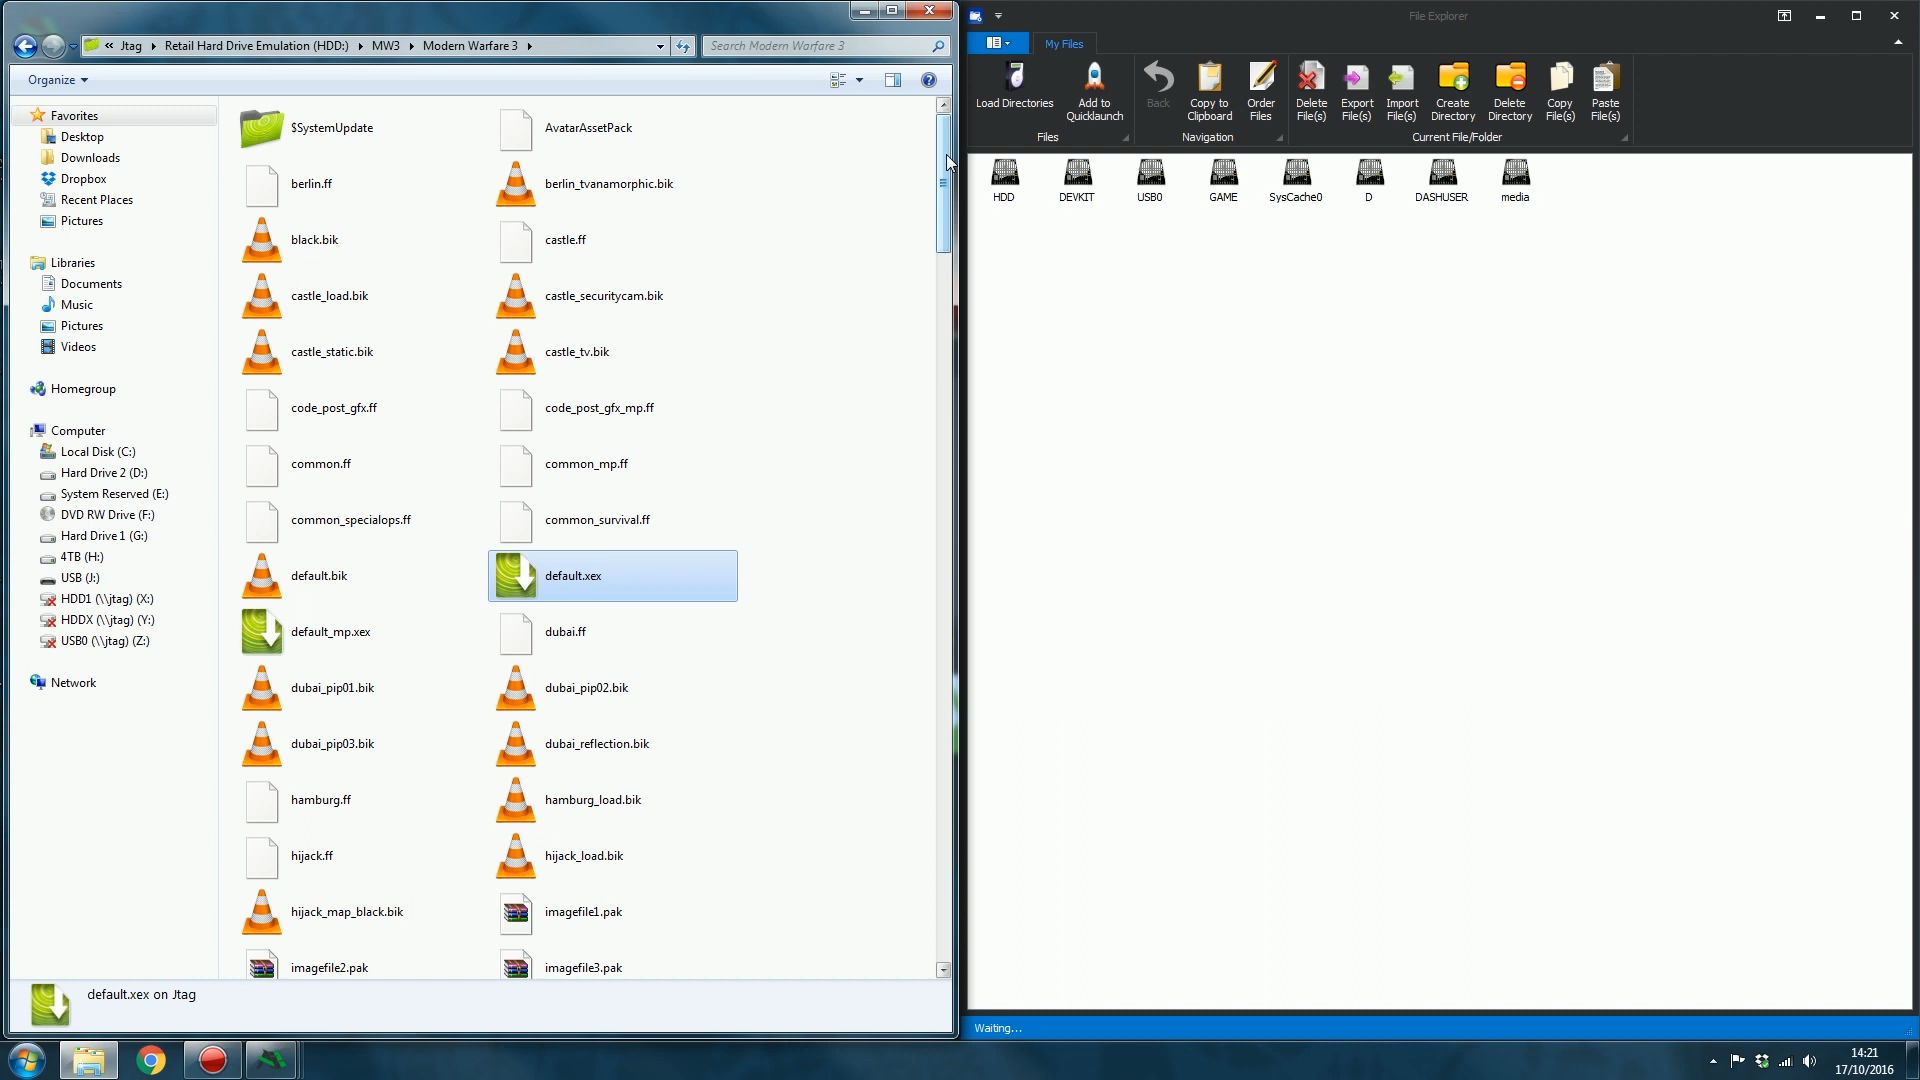 « Jtag Retail Hard Drive Emulation (HDD:) MW3 Modern Warfare 3
Search Modern Warfare 3
Organize
Favorites
Desktop
Downloads
Dropbox
Recent Places
Pictures
Libraries
Documents
Music
Pictures
Videos
Homegroup
Computer
Local Disk (C:)
Hard Drive 2 (D:)
System Reserved (E:)
DVD RW Drive (F:)
Hard Drive 1 (G:)
4TB (H:)
USB (J:)
HDD1 (\\jtag) (X:)
HDDX (\\jtag) (Y:)
USB0 (\\jtag) (Z:)
Network
$SystemUpdate
AvatarAssetPack
berlin.ff
berlin_tvanamorphic.bik
black.bik
castle.ff
castle_load.bik
castle_securitycam.bik
castle_static.bik
castle_tv.bik
code_post_gfx.ff
code_post_gfx_mp.ff
common.ff
common_mp.ff
common_specialops.ff
common_survival.ff
default.bik
default.xex
default_mp.xex
dubai.ff
dubai_pip01.bik
dubai_pip02.bik
dubai_pip03.bik
dubai_reflection.bik
hamburg.ff
hamburg_load.bik
hijack.ff
hijack_load.bik
hijack_map_black.bik
imagefile1.pak
imagefile2.pak
imagefile3.pak
default.xex on Jtag
File Explorer
My Files
Load Directories
Add to
Quicklaunch
Files
Back
Copy to
Clipboard
Order
Files
Navigation
Delete
File(s)
Export
File(s)
Import
File(s)
Create
Directory
Delete
Directory
Copy
File(s)
Paste
File(s)
Current File/Folder
HDD
DEVKIT
USB0
GAME
SysCache0
D
DASHUSER
media
Waiting...
14:21
17/10/2016